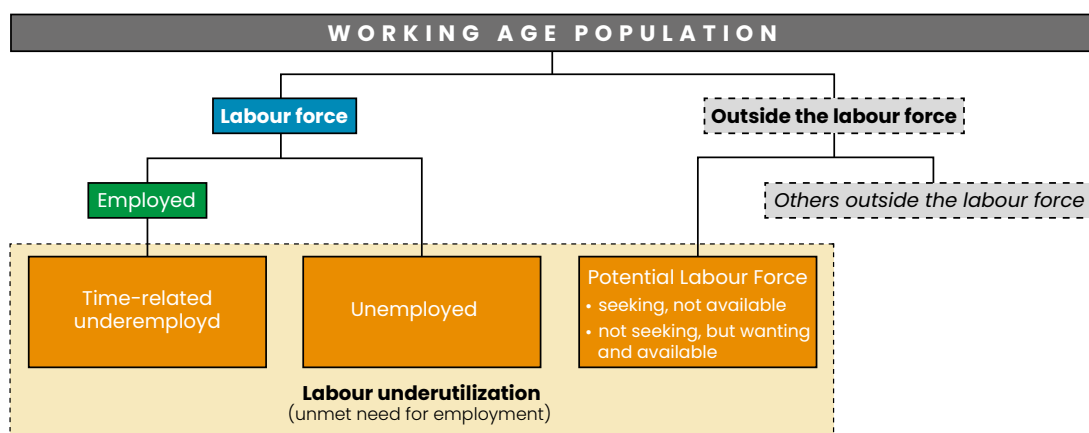 WORKING AGE POPULATION
Labour force
Outside the labour force
Employed
Others outside the labour force
Time-related
underemployd
Unemployed
Potential Labour Force
• seeking, not available
• not seeking, but wanting
and available
Labour underutilization
(unmet need for employment)